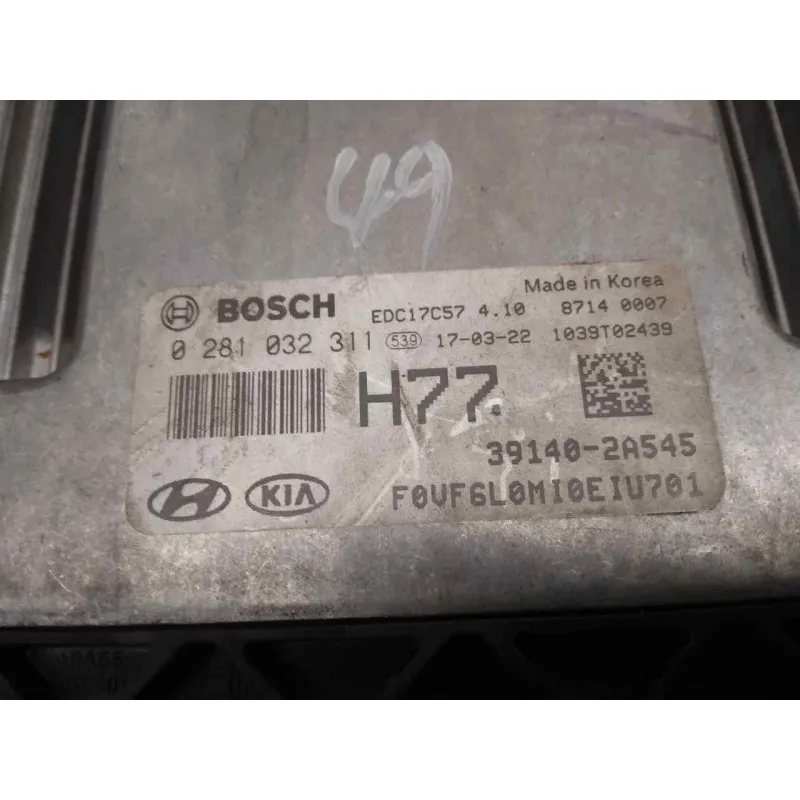 49
Made in Korea
BOSCH EDC17C57 4.10 8714 0007
0 281 032 311 539 17-03-22 1039T02439
H77
39140-2A545
KIA F0VF6L0MI0EIU701